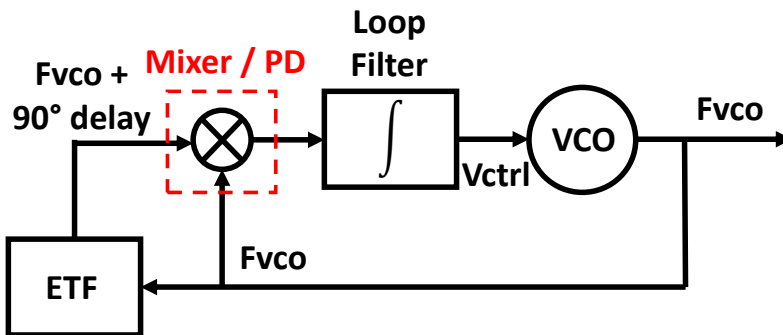 Loop
Filter
Mixer / PD
Fvco +
90° delay
∫
VCO
Fvco
Vctrl
Fvco
ETF